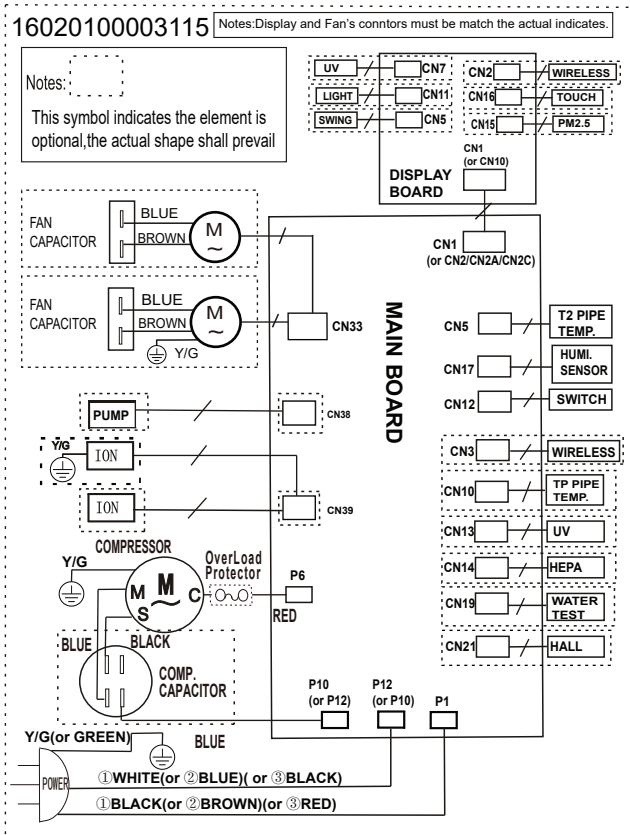 16020100003115
Notes:Display and Fan's conntors must be match the actual indicates.
Notes:
This symbol indicates the element is
optional,the actual shape shall prevail
UV
CN7
LIGHT
CN11
SWING
CN5
CN2
WIRELESS
CN16
TOUCH
CN15
PM2.5
CN1
(or CN10)
DISPLAY
BOARD
CN1
(or CN2/CN2A/CN2C)
FAN
CAPACITOR
BLUE
BROWN
M
~
FAN
CAPACITOR
BLUE
BROWN
M
~
Y/G
CN33
MAIN BOARD
CN5
T2 PIPE
TEMP.
CN17
HUMI.
SENSOR
CN12
SWITCH
PUMP
CN38
Y/G
ION
ION
CN39
CN3
WIRELESS
CN10
TP PIPE
TEMP.
CN13
UV
CN14
HEPA
CN19
WATER
TEST
CN21
HALL
COMPRESSOR
Y/G
M
M
~
S
C
OverLoad
Protector
P6
RED
BLUE
BLACK
COMP.
CAPACITOR
P10
(or P12)
P12
(or P10)
P1
Y/G(or GREEN)
BLUE
POWER
①WHITE(or ②BLUE)( or ③BLACK)
①BLACK(or ②BROWN)(or ③RED)